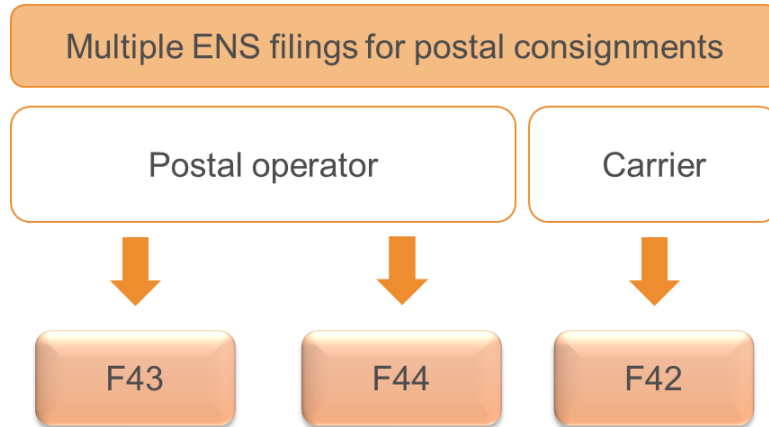 Multiple ENS filings for postal consignments
Postal operator
Carrier
F43
F44
F42